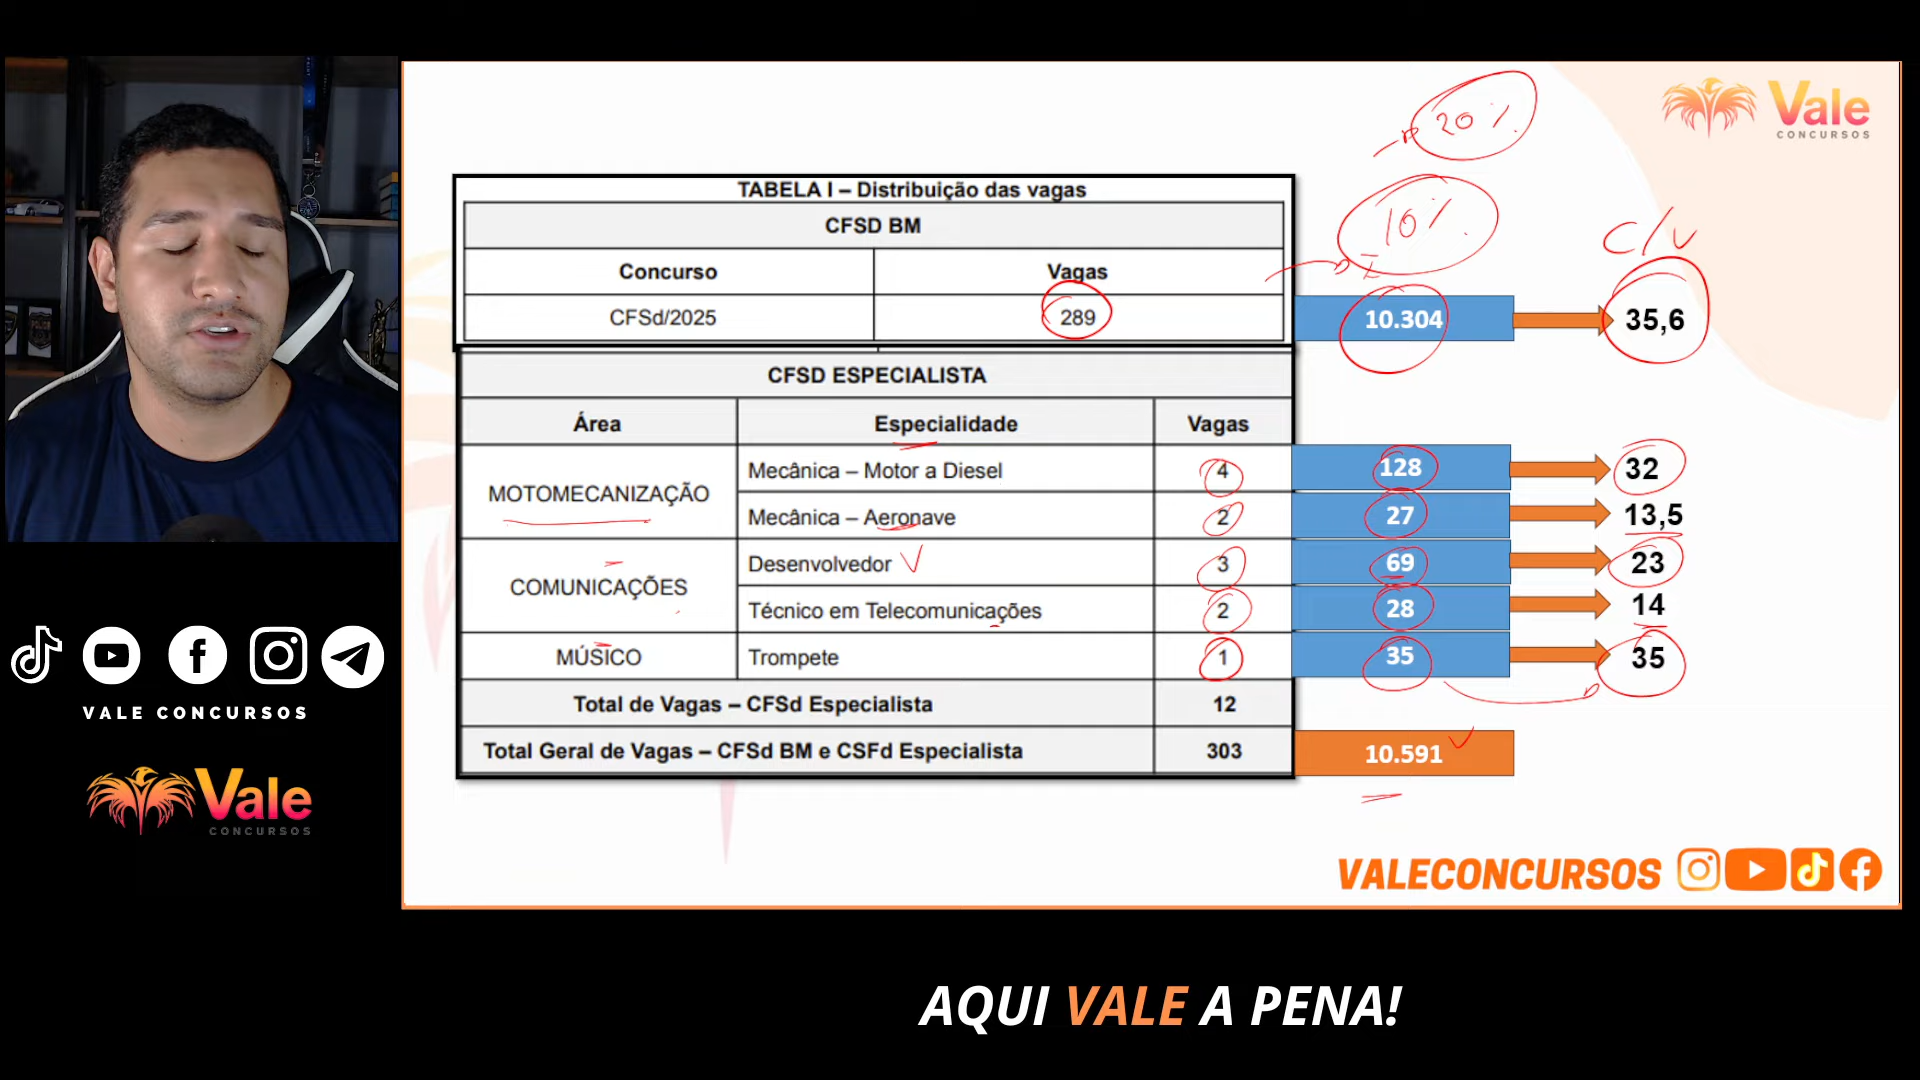 20 %
10 %
C/V
Vale
CONCURSOS
TABELA I – Distribuição das vagas
CFSD BM
Concurso Vagas
CFSd/2025 289 10.304 35,6
CFSD ESPECIALISTA
Área Especialidade Vagas
MOTOMECANIZAÇÃO
Mecânica – Motor a Diesel 4 128 32
Mecânica – Aeronave 2 27 13,5
COMUNICAÇÕES
Desenvolvedor 3 69 23
Técnico em Telecomunicações 2 28 14
MÚSICO Trompete 1 35 35
Total de Vagas – CFSd Especialista 12
Total Geral de Vagas – CFSd BM e CSFd Especialista 303 10.591
VALE CONCURSOS
Vale
CONCURSOS
VALECONCURSOS
AQUI VALE A PENA!